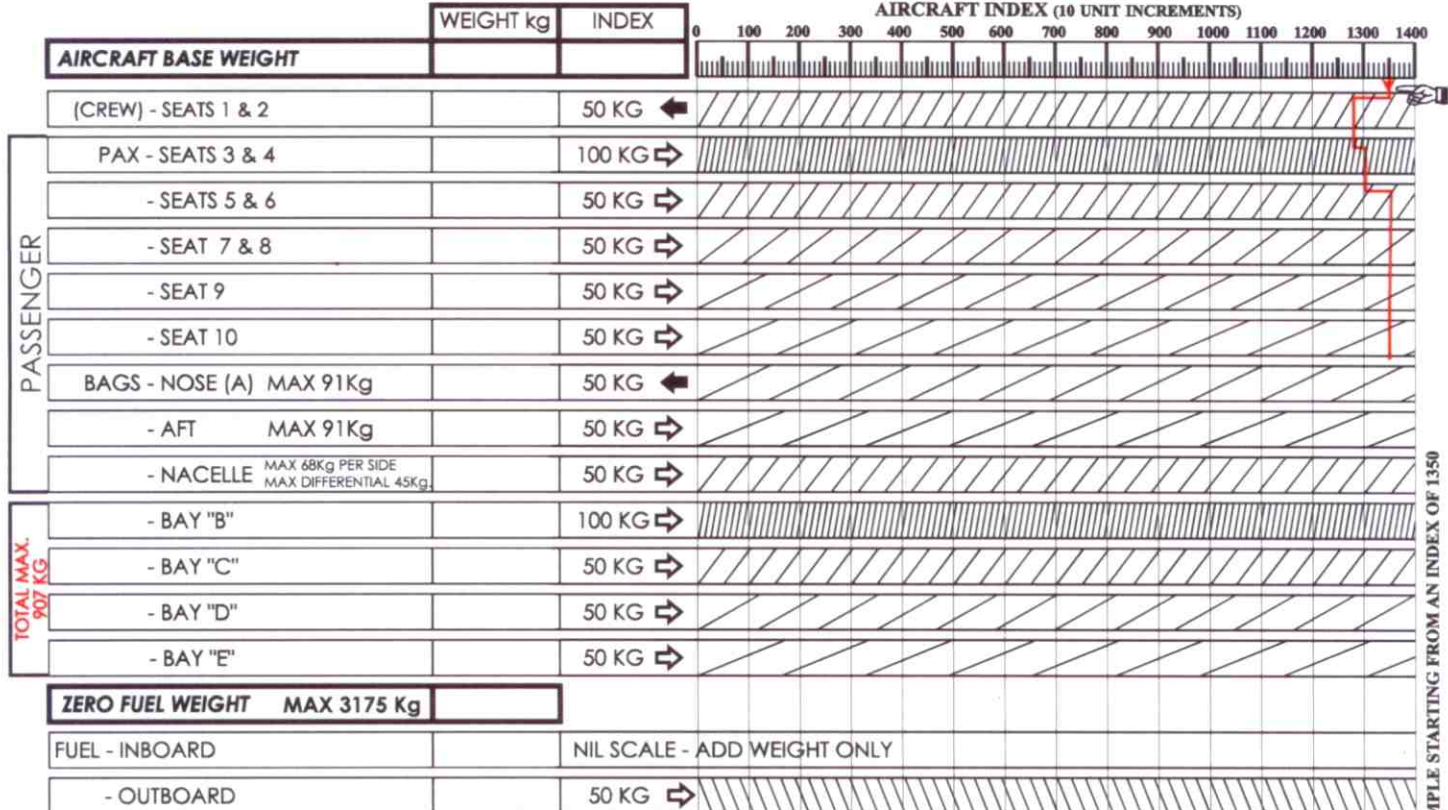 WEIGHT kg INDEX AIRCRAFT INDEX (10 UNIT INCREMENTS)
0 100 200 300 400 500 600 700 800 900 1000 1100 1200 1300 1400
AIRCRAFT BASE WEIGHT
(CREW) - SEATS 1 & 2 50 KG
PASSENGER
PAX - SEATS 3 & 4 100 KG
- SEATS 5 & 6 50 KG
- SEAT 7 & 8 50 KG
- SEAT 9 50 KG
- SEAT 10 50 KG
BAGS - NOSE (A) MAX 91Kg 50 KG
- AFT MAX 91Kg 50 KG
- NACELLE MAX 68Kg PER SIDE 50 KG
MAX DIFFERENTIAL 45Kg.
TOTAL MAX.
907 KG
- BAY "B" 100 KG
- BAY "C" 50 KG
- BAY "D" 50 KG
- BAY "E" 50 KG
ZERO FUEL WEIGHT MAX 3175 Kg
FUEL - INBOARD NIL SCALE - ADD WEIGHT ONLY
- OUTBOARD 50 KG
STARTING FROM AN INDEX OF 1350